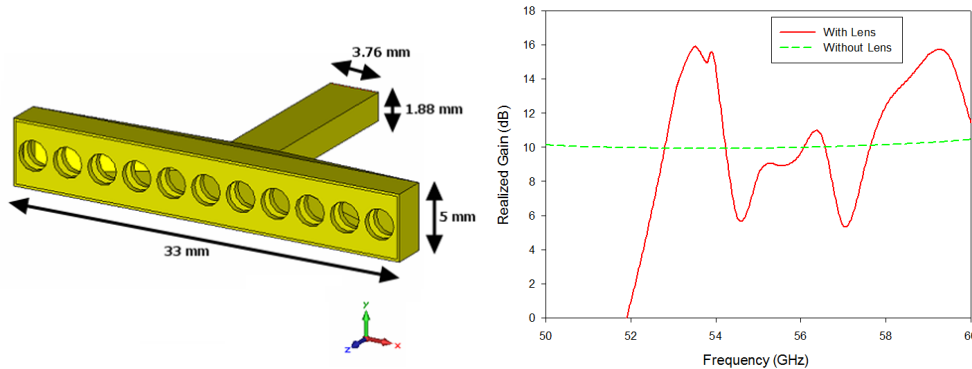 3.76 mm
1.88 mm
5 mm
33 mm
y
x
z
With Lens
Without Lens
Realized Gain (dB)
18
16
14
12
10
8
6
4
2
0
50
52
54
56
58
Frequency (GHz)